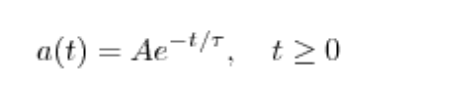 a(t) = Ae^{-t/τ}, t ≥ 0